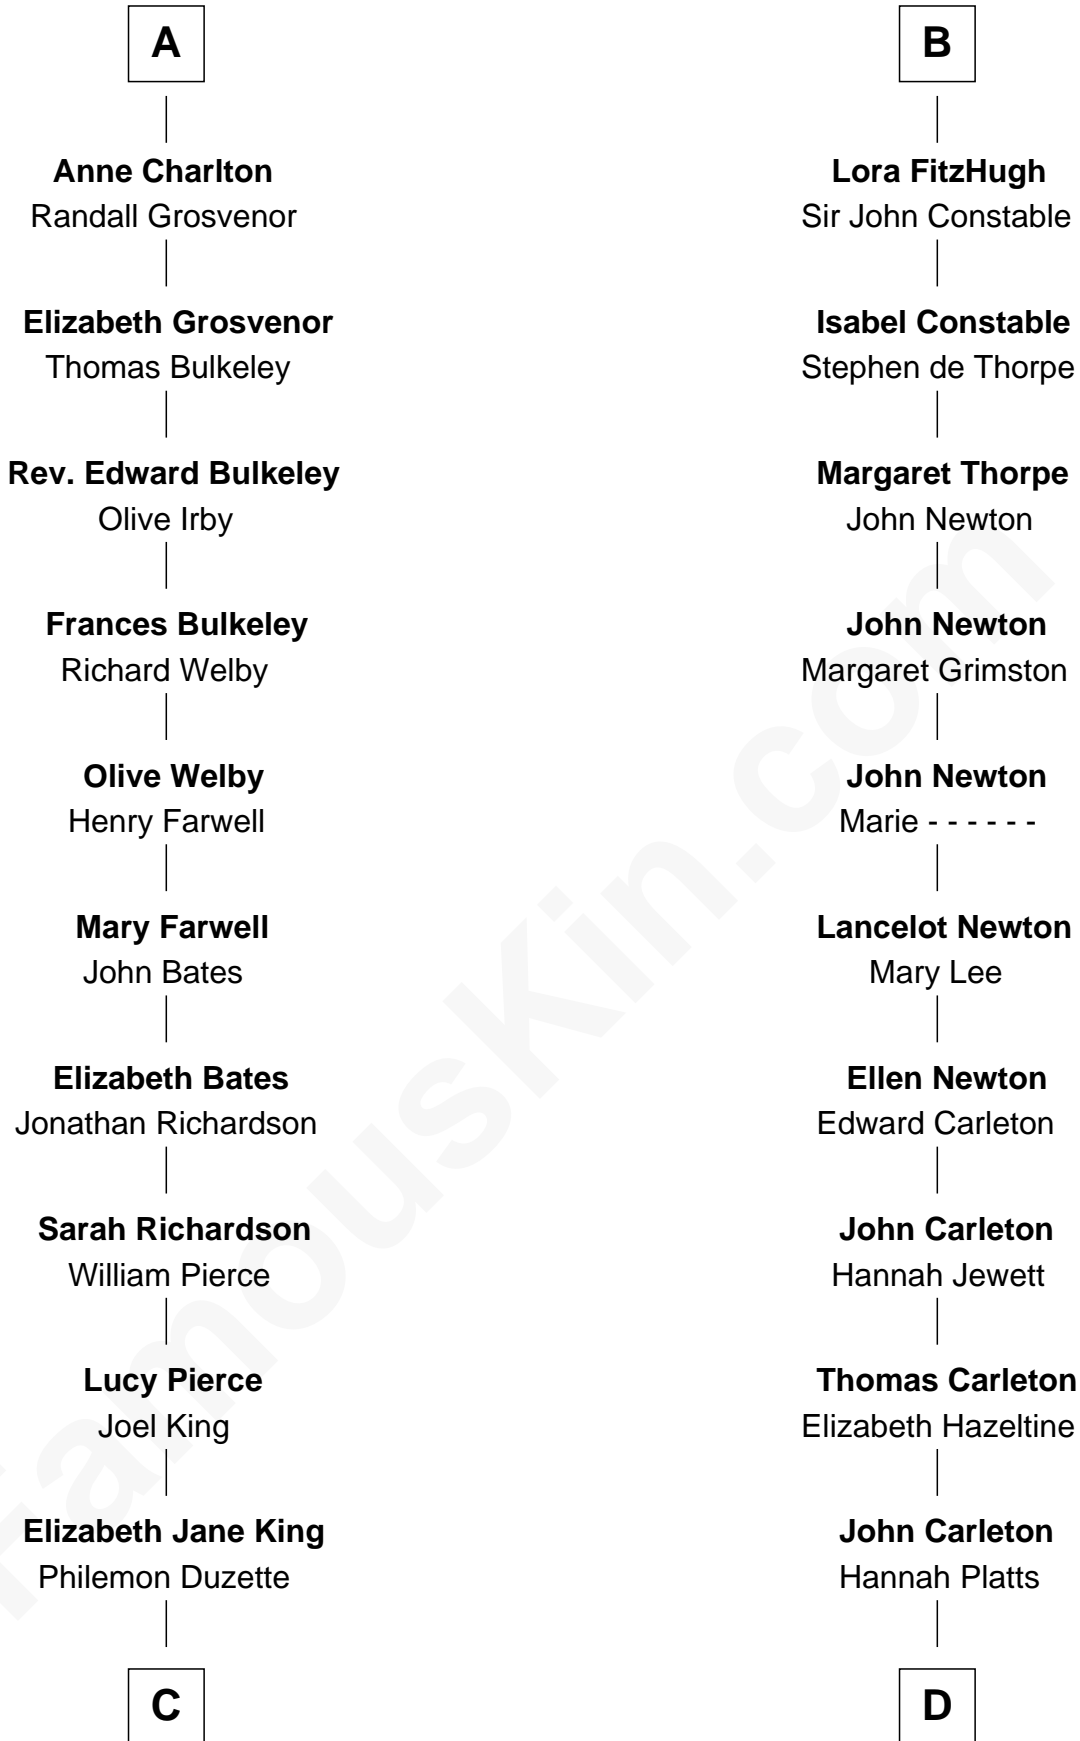 A
Anne Charlton
Randall Grosvenor
Elizabeth Grosvenor
Thomas Bulkeley
Rev. Edward Bulkeley
Olive Irby
Frances Bulkeley
Richard Welby
Olive Welby
Henry Farwell
Mary Farwell
John Bates
Elizabeth Bates
Jonathan Richardson
Sarah Richardson
William Pierce
Lucy Pierce
Joel King
Elizabeth Jane King
Philemon Duzette
C
B
Lora FitzHugh
Sir John Constable
Isabel Constable
Stephen de Thorpe
Margaret Thorpe
John Newton
John Newton
Margaret Grimston
John Newton
Marie - - - - - -
Lancelot Newton
Mary Lee
Ellen Newton
Edward Carleton
John Carleton
Hannah Jewett
Thomas Carleton
Elizabeth Hazeltine
John Carleton
Hannah Platts
D
FamousKin.com